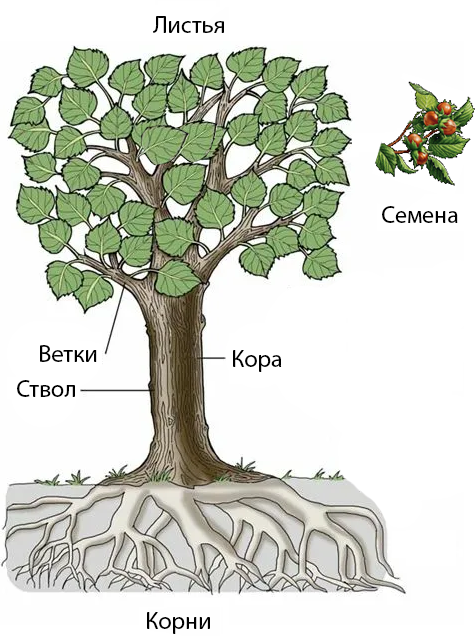 Листья
Семена
Ветки
Кора
Ствол
Корни